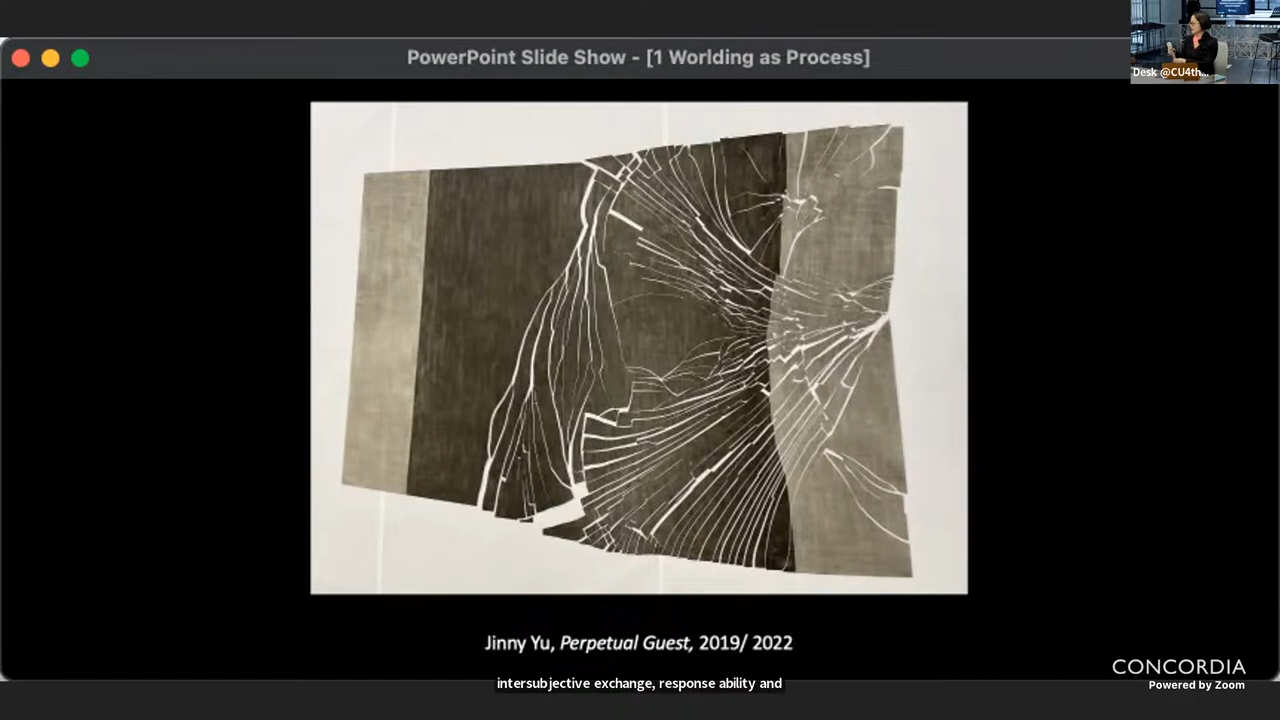 PowerPoint Slide Show - [1 Worlding as Process]
Desk @CU4th...
Jinny Yu, Perpetual Guest, 2019/ 2022
intersubjective exchange, response ability and
CONCORDIA
Powered by Zoom